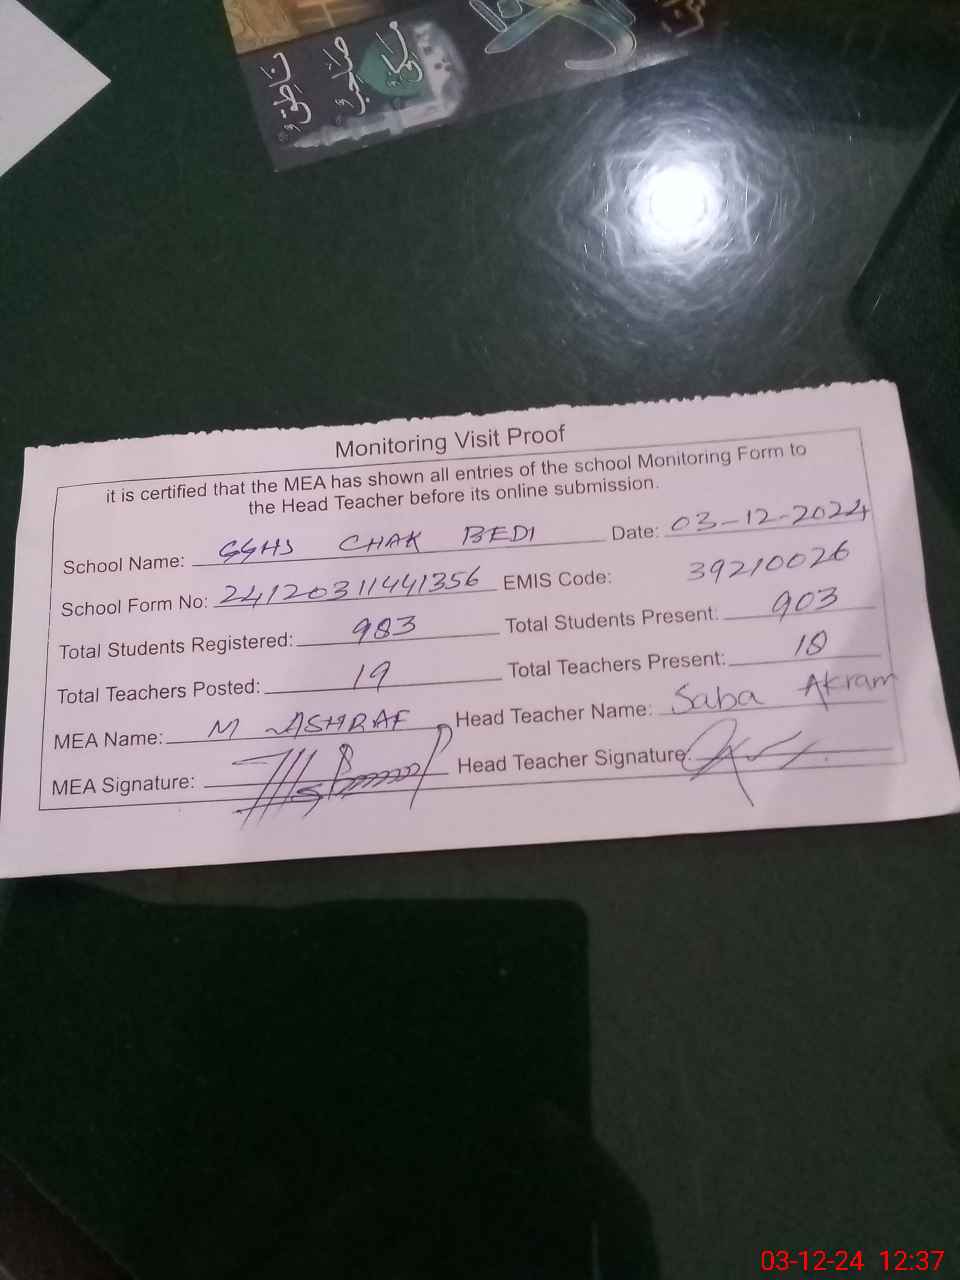 ناطِق
صَاحِب
Monitoring Visit Proof
it is certified that the MEA has shown all entries of the school Monitoring Form to
the Head Teacher before its online submission.
School Name: GGHS CHAK BEDI Date: 03-12-2024
School Form No: 24120311441356 EMIS Code: 39210026
Total Students Registered: 983 Total Students Present: 903
Total Teachers Posted: 19 Total Teachers Present: 18
MEA Name: M ASHRAF Head Teacher Name: Saba Akram
MEA Signature: Head Teacher Signature:
03-12-24 12:37